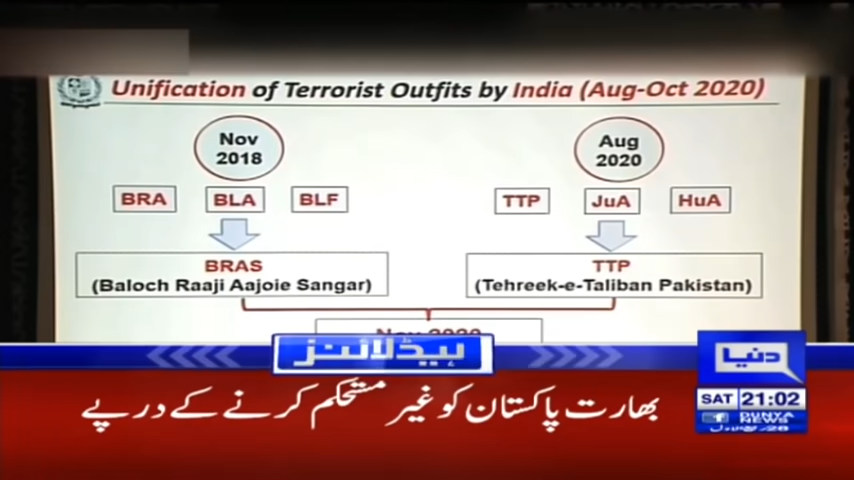 Unification of Terrorist Outfits by India (Aug-Oct 2020)
Nov
2018
Aug
2020
BRA BLA BLF
TTP JuA HuA
BRAS
(Baloch Raaji Aajoie Sangar)
TTP
(Tehreek-e-Taliban Pakistan)
Nov 2020
ہیڈلائنز
دنیا
بھارت پاکستان کو غیر مستحکم کرنے کے درپے
SAT 21:02
DUNYA
NEWS